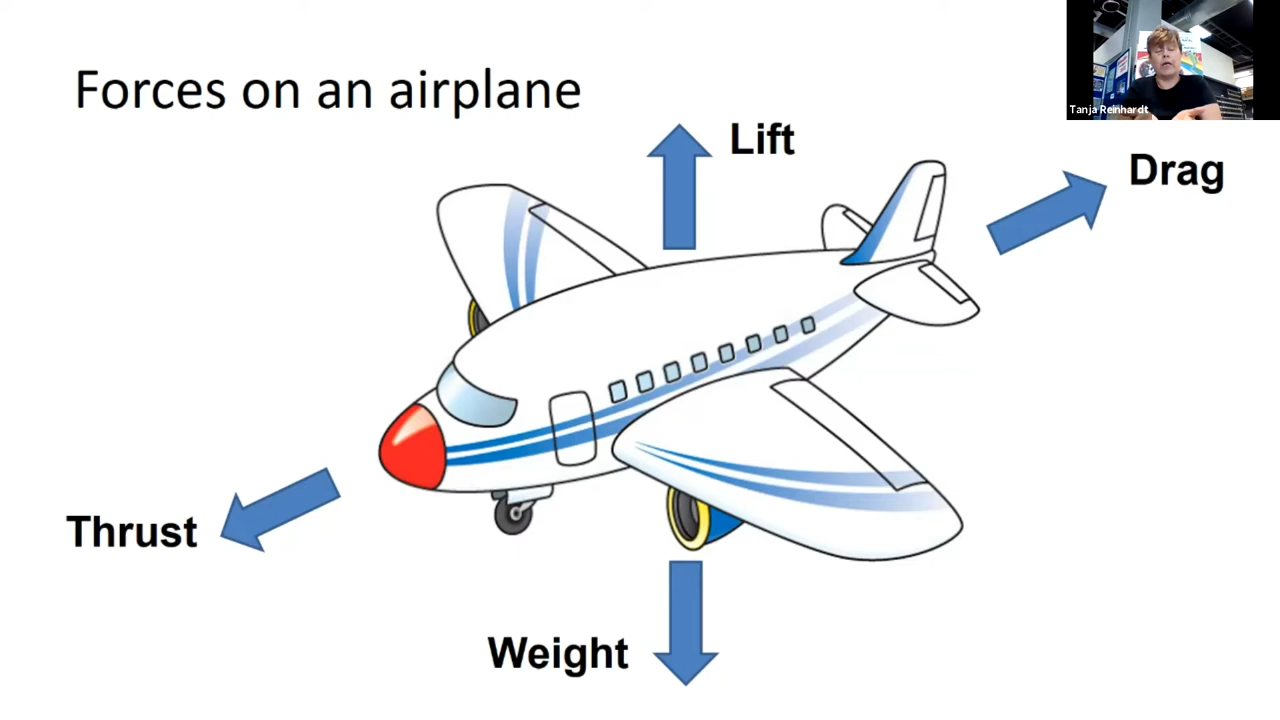 Forces on an airplane
Lift
Drag
Thrust
Weight
Tanja Reinhardt